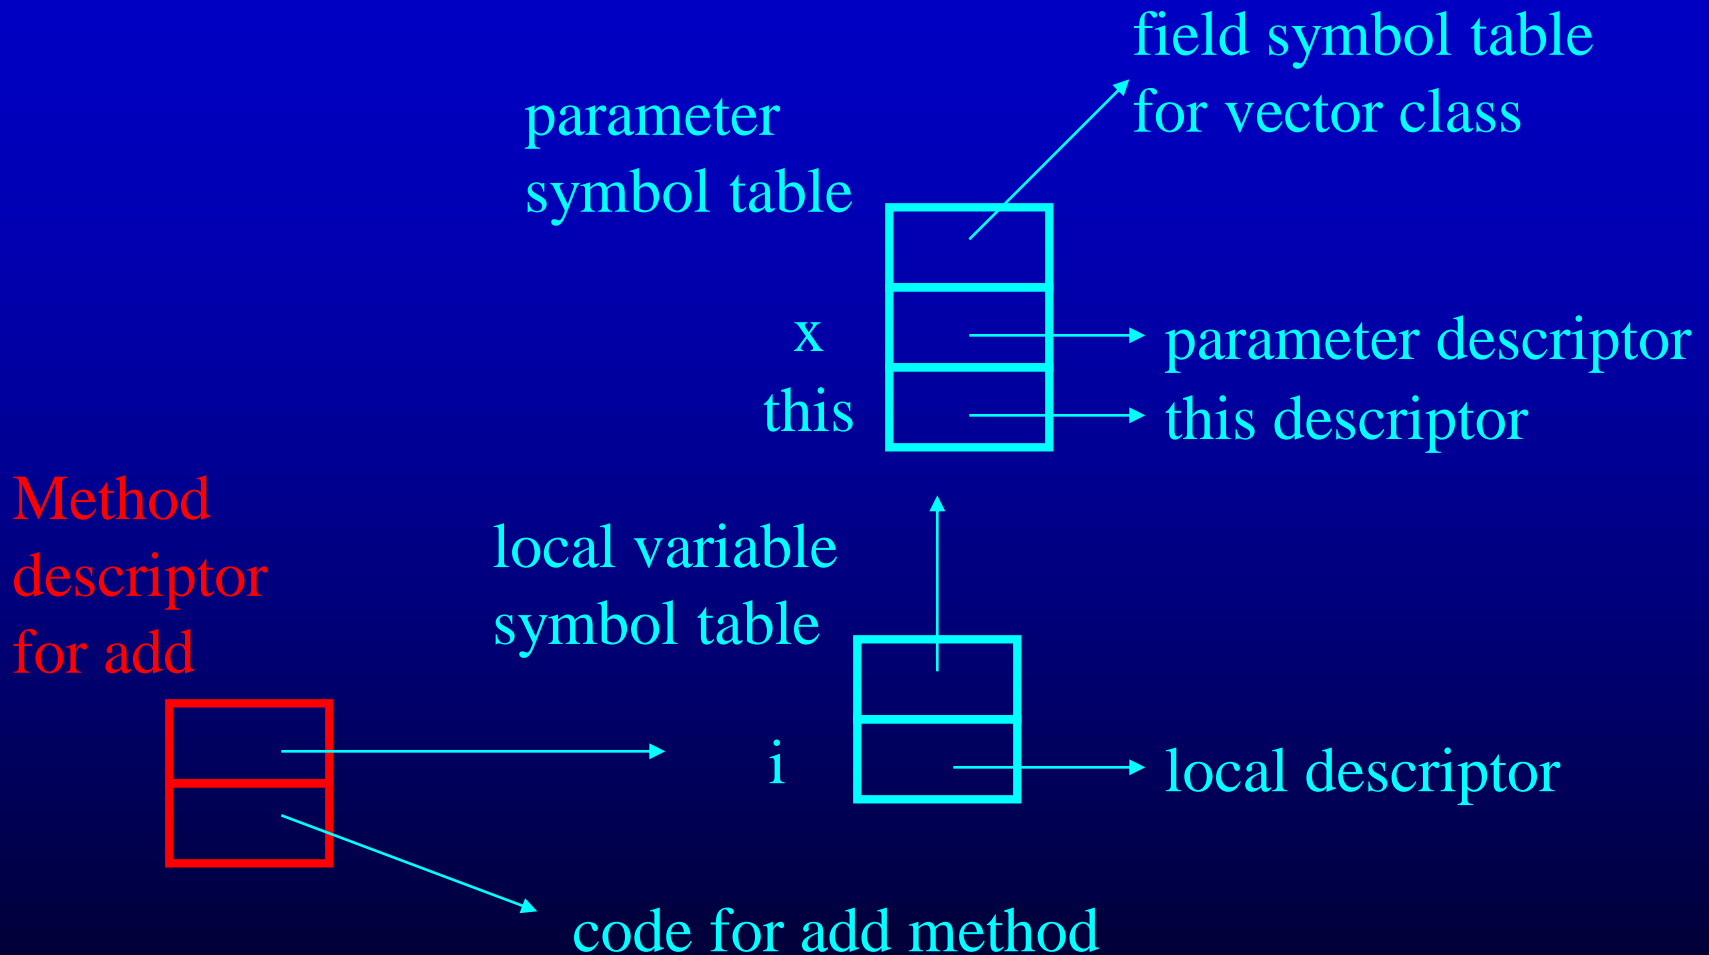 field symbol table
for vector class
parameter
symbol table
x
parameter descriptor
this
this descriptor
Method
descriptor
for add
local variable
symbol table
i
local descriptor
code for add method